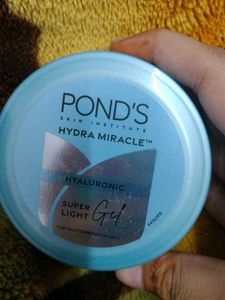 POND'S
SKIN INSTITUTE
HYDRA MIRACLE™
HYALURONIC
SUPER
LIGHT Gel